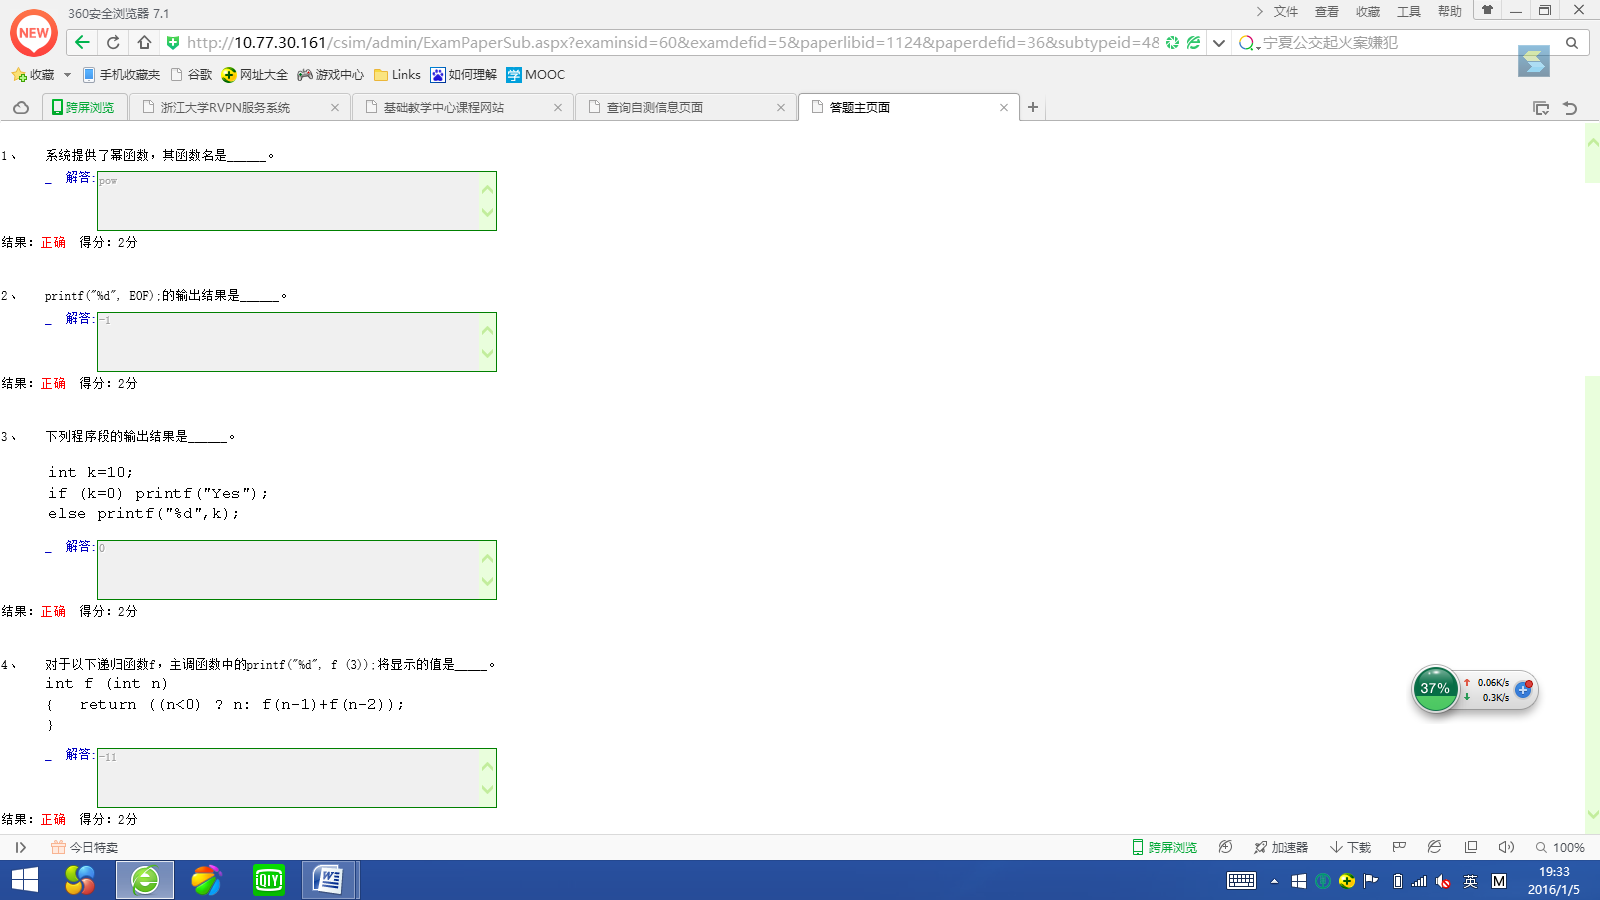 360安全浏览器 7.1
文件 查看 收藏 工具 帮助
NEW
http://10.77.30.161/csim/admin/ExamPaperSub.aspx?examinsid=60&examdefid=5&paperlibid=1124&paperdefid=36&subtypeid=4&
宁夏公交起火案嫌犯
收藏 手机收藏夹 谷歌 网址大全 游戏中心 Links 如何理解 学 MOOC
跨屏浏览 浙江大学RVPN服务系统 基础教学中心课程网站 查询自测信息页面 答题主页面
1、 系统提供了幂函数，其函数名是______。
_ 解答: pow
结果：正确 得分：2分
2、 printf("%d", EOF);的输出结果是______。
_ 解答: -1
结果：正确 得分：2分
3、 下列程序段的输出结果是______。
int k=10;
if (k=0) printf("Yes");
else printf("%d",k);
_ 解答: 0
结果：正确 得分：2分
4、 对于以下递归函数f，主调函数中的printf("%d", f (3));将显示的值是_____。
int f (int n)
{ return ((n<0) ? n: f(n-1)+f(n-2));
}
_ 解答: -11
结果：正确 得分：2分
37% 0.06K/s
0.3K/s
今日特卖 跨屏浏览 加速器 下载 100%
QIY 英 M
19:33
2016/1/5